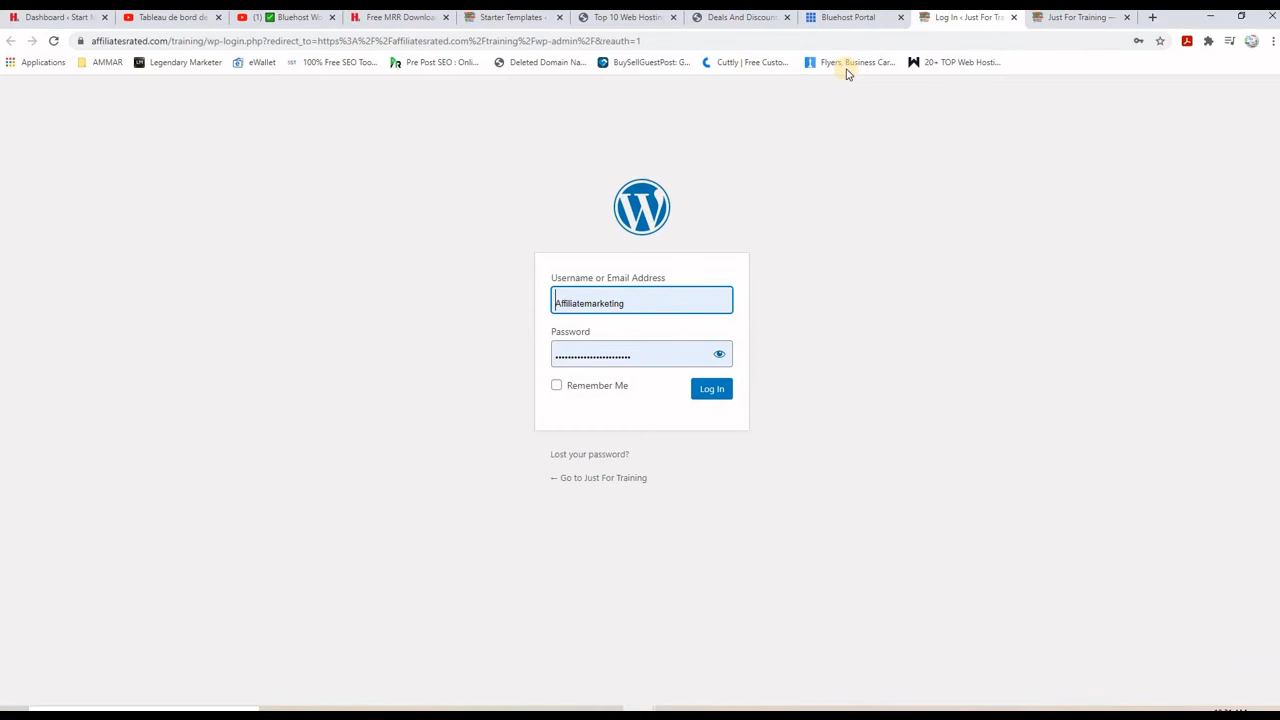 Dashboard ‹ Start M
Tableau de bord de
(1) ✅ Bluehost Wo
Free MRR Downloa
Starter Templates ‹
Top 10 Web Hostin
Deals And Discoun
Bluehost Portal
Log In ‹ Just For Tra
Just For Training —
affiliatesrated.com/training/wp-login.php?redirect_to=https%3A%2F%2Faffiliatesrated.com%2Ftraining%2Fwp-admin%2F&reauth=1
Applications
AMMAR
Legendary Marketer
eWallet
100% Free SEO Too...
Pre Post SEO : Onli...
Deleted Domain Na...
BuySellGuestPost: G...
Cuttly | Free Custo...
Flyers, Business Car...
20+ TOP Web Hosti...
Username or Email Address
Affiliatemarketing
Password
Remember Me
Log In
Lost your password?
← Go to Just For Training